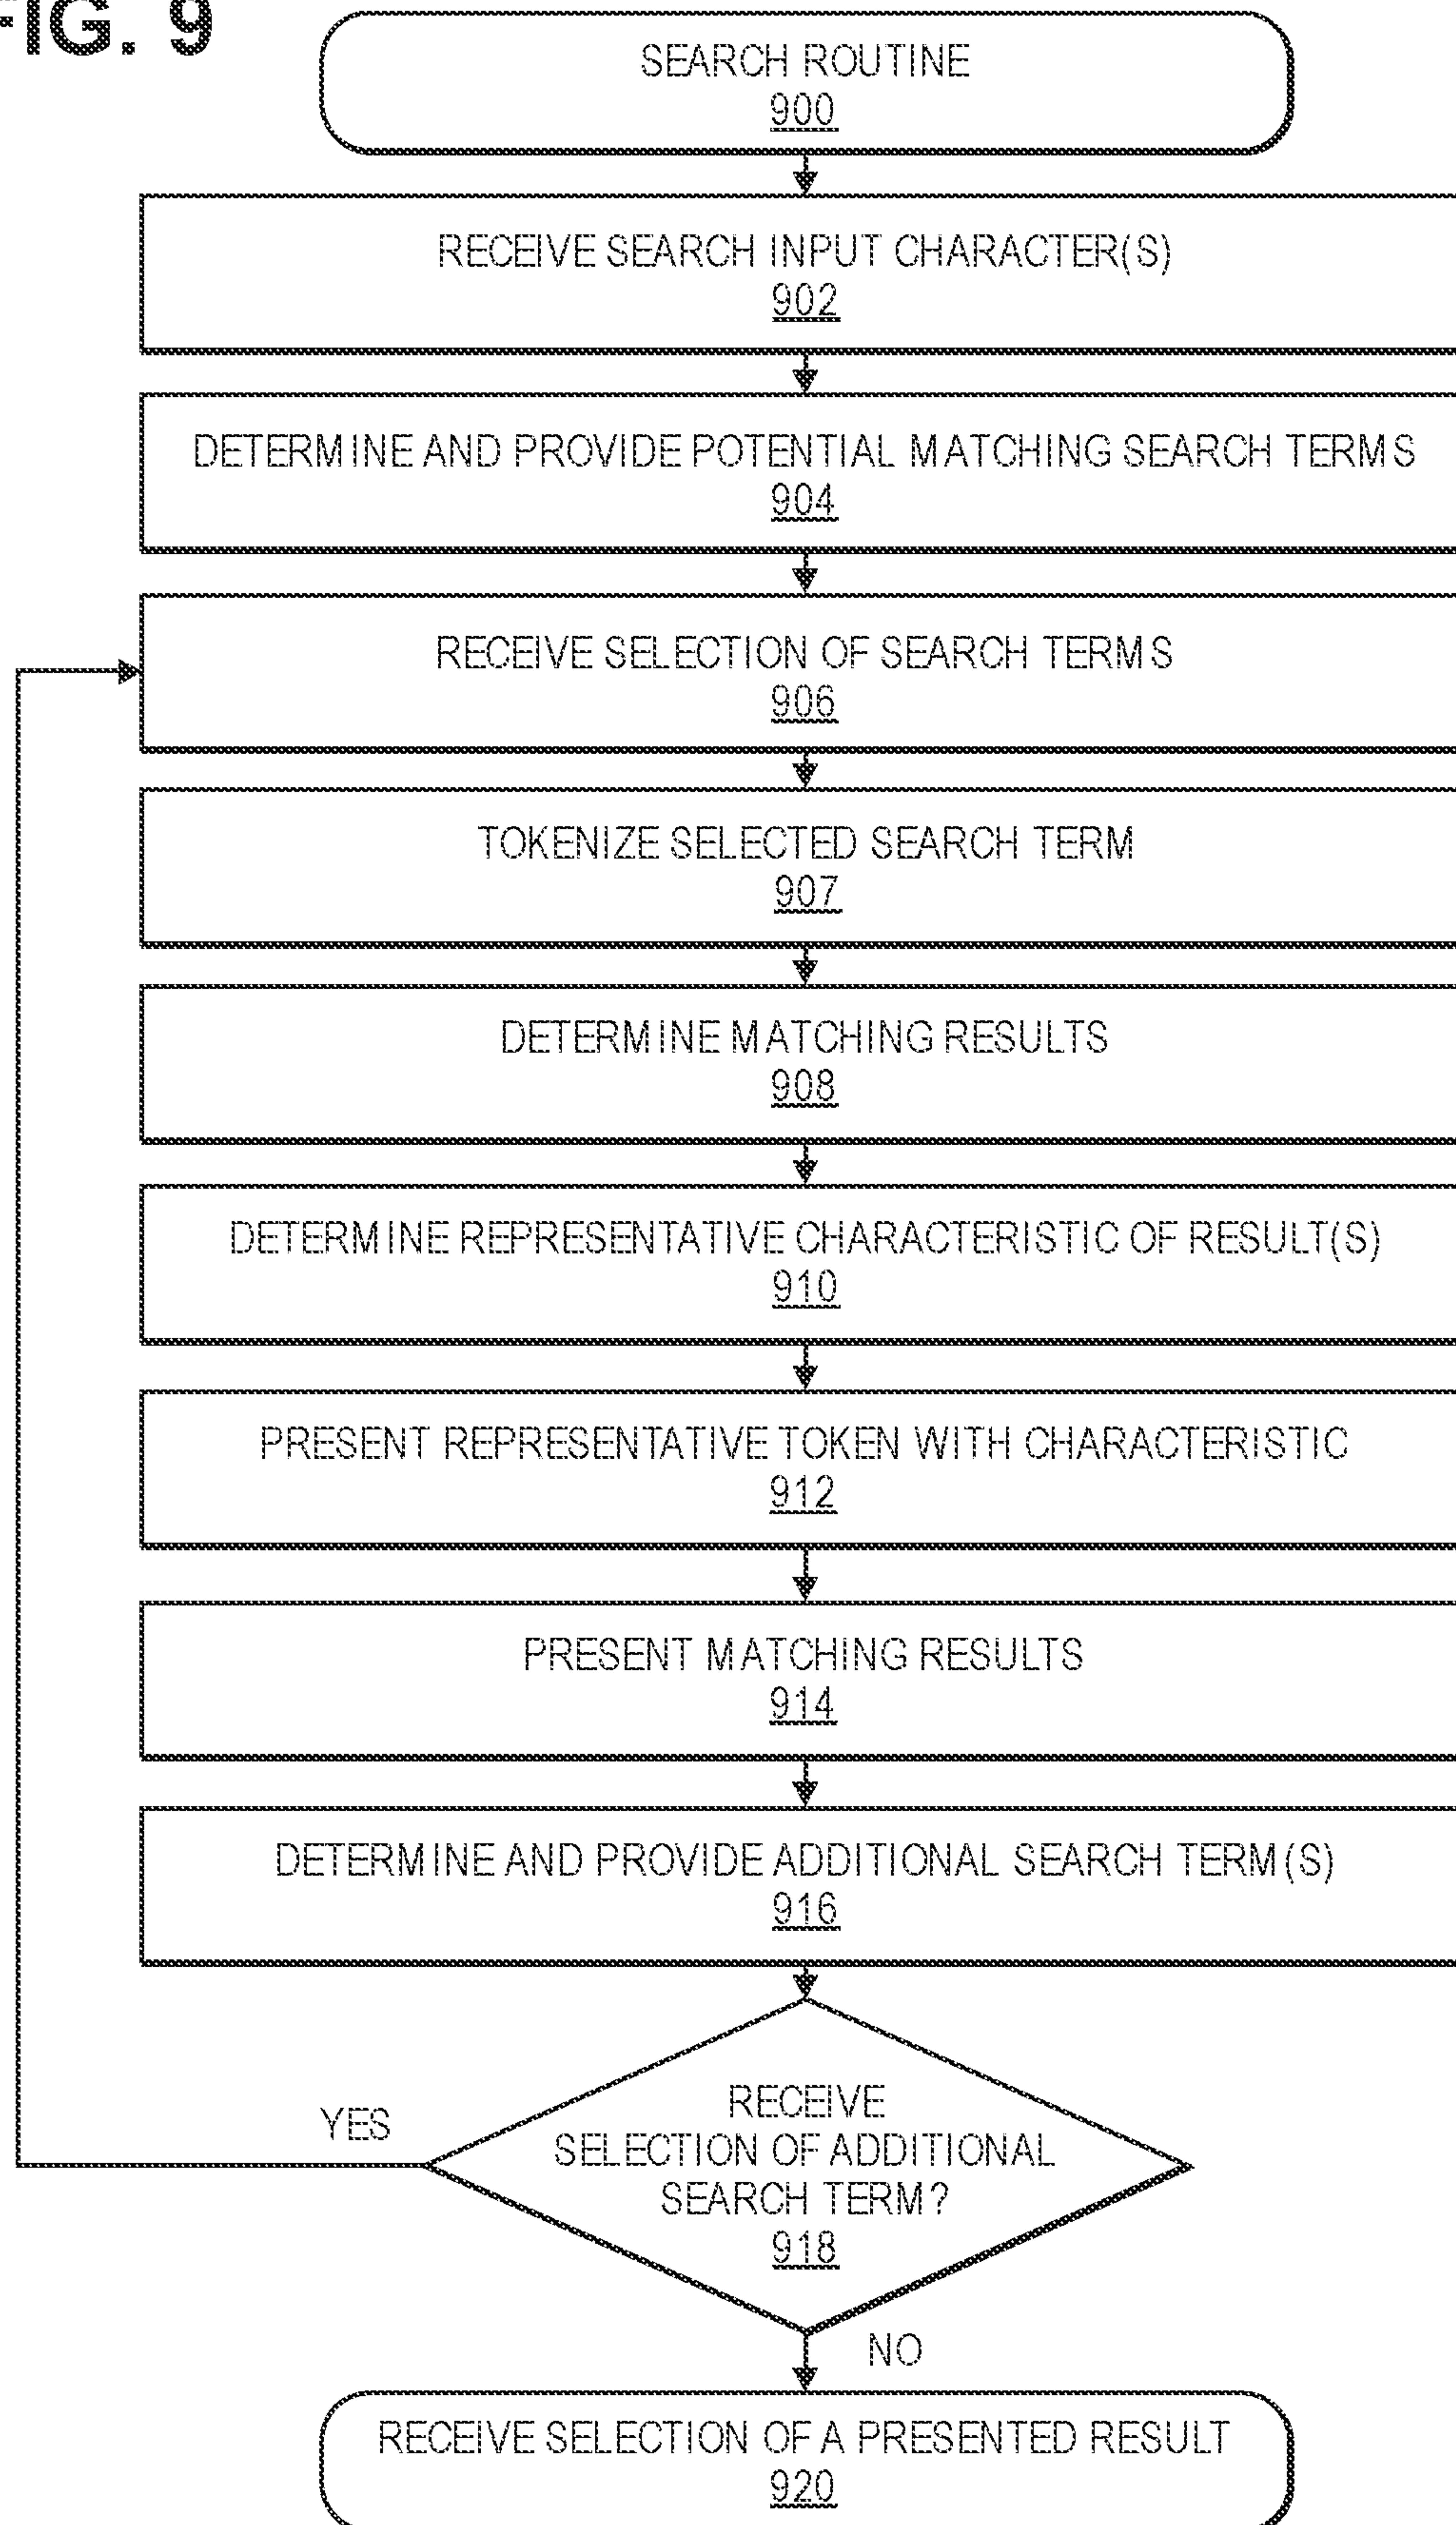 FIG. 9
SEARCH ROUTINE
900
RECEIVE SEARCH INPUT CHARACTER(S)
902
DETERMINE AND PROVIDE POTENTIAL MATCHING SEARCH TERMS
904
RECEIVE SELECTION OF SEARCH TERMS
906
TOKENIZE SELECTED SEARCH TERM
907
DETERMINE MATCHING RESULTS
908
DETERMINE REPRESENTATIVE CHARACTERISTIC OF RESULT(S)
910
PRESENT REPRESENTATIVE TOKEN WITH CHARACTERISTIC
912
PRESENT MATCHING RESULTS
914
DETERMINE AND PROVIDE ADDITIONAL SEARCH TERM(S)
916
RECEIVE
SELECTION OF ADDITIONAL
SEARCH TERM?
918
YES
NO
RECEIVE SELECTION OF A PRESENTED RESULT
920